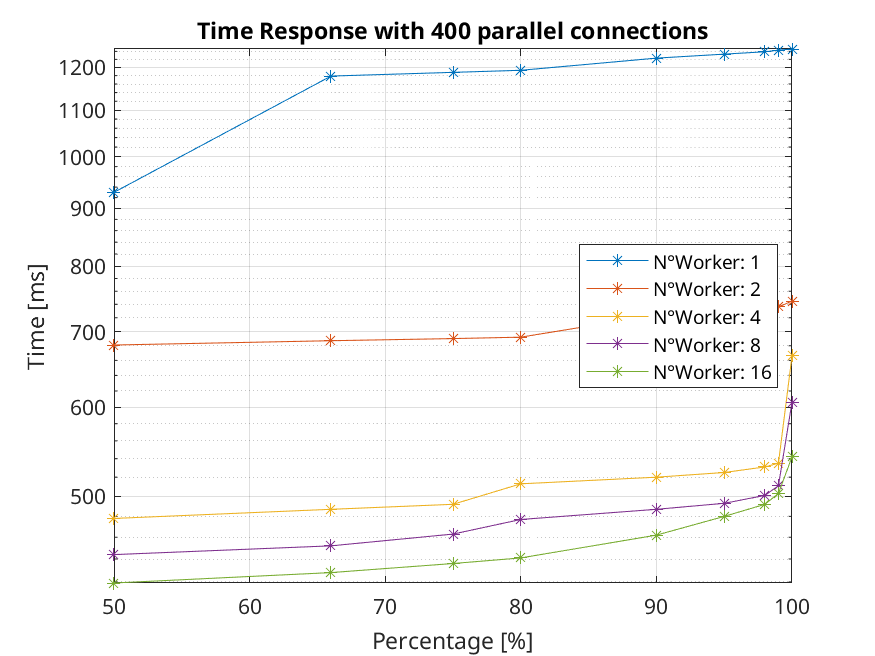 Time Response with 400 parallel connections
1200
1100
1000
900
800
700
600
500
Time [ms]
N°Worker: 1
N°Worker: 2
N°Worker: 4
N°Worker: 8
N°Worker: 16
50 60 70 80 90 100
Percentage [%]